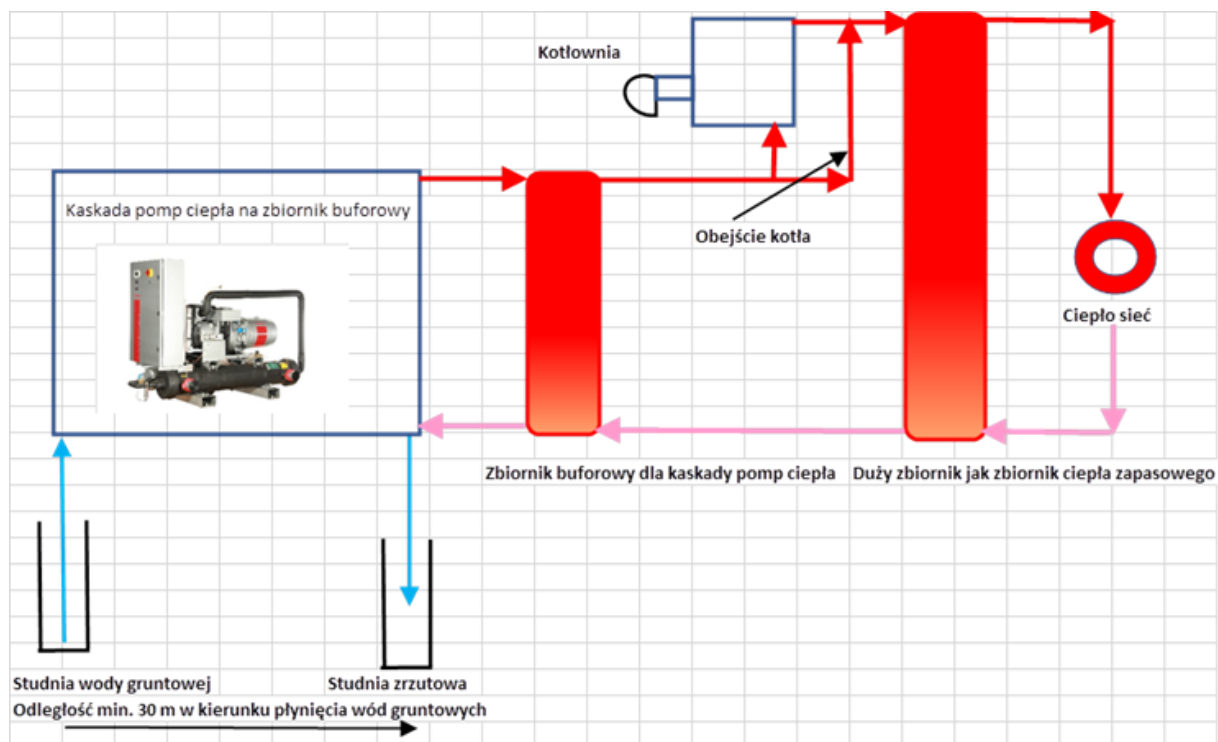 Kotłownia
Kaskada pomp ciepła na zbiornik buforowy
Obejście kotła
Ciepło sieć
Zbiornik buforowy dla kaskady pomp ciepła
Duży zbiornik jak zbiornik ciepła zapasowego
Studnia wody gruntowej
Studnia zrzutowa
Odległość min. 30 m w kierunku płynięcia wód gruntowych